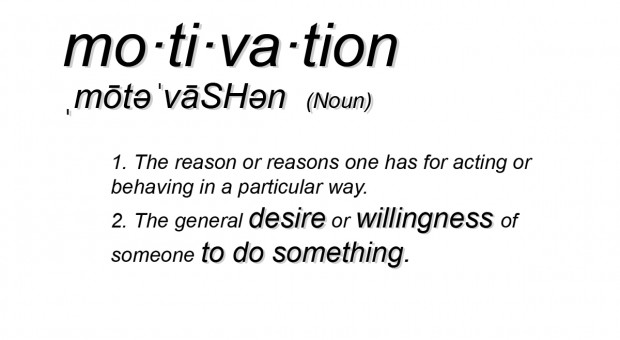 mo·ti·va·tion
ˌmōtəˈvāSHən (Noun)
1. The reason or reasons one has for acting or
behaving in a particular way.
2. The general desire or willingness of
someone to do something.